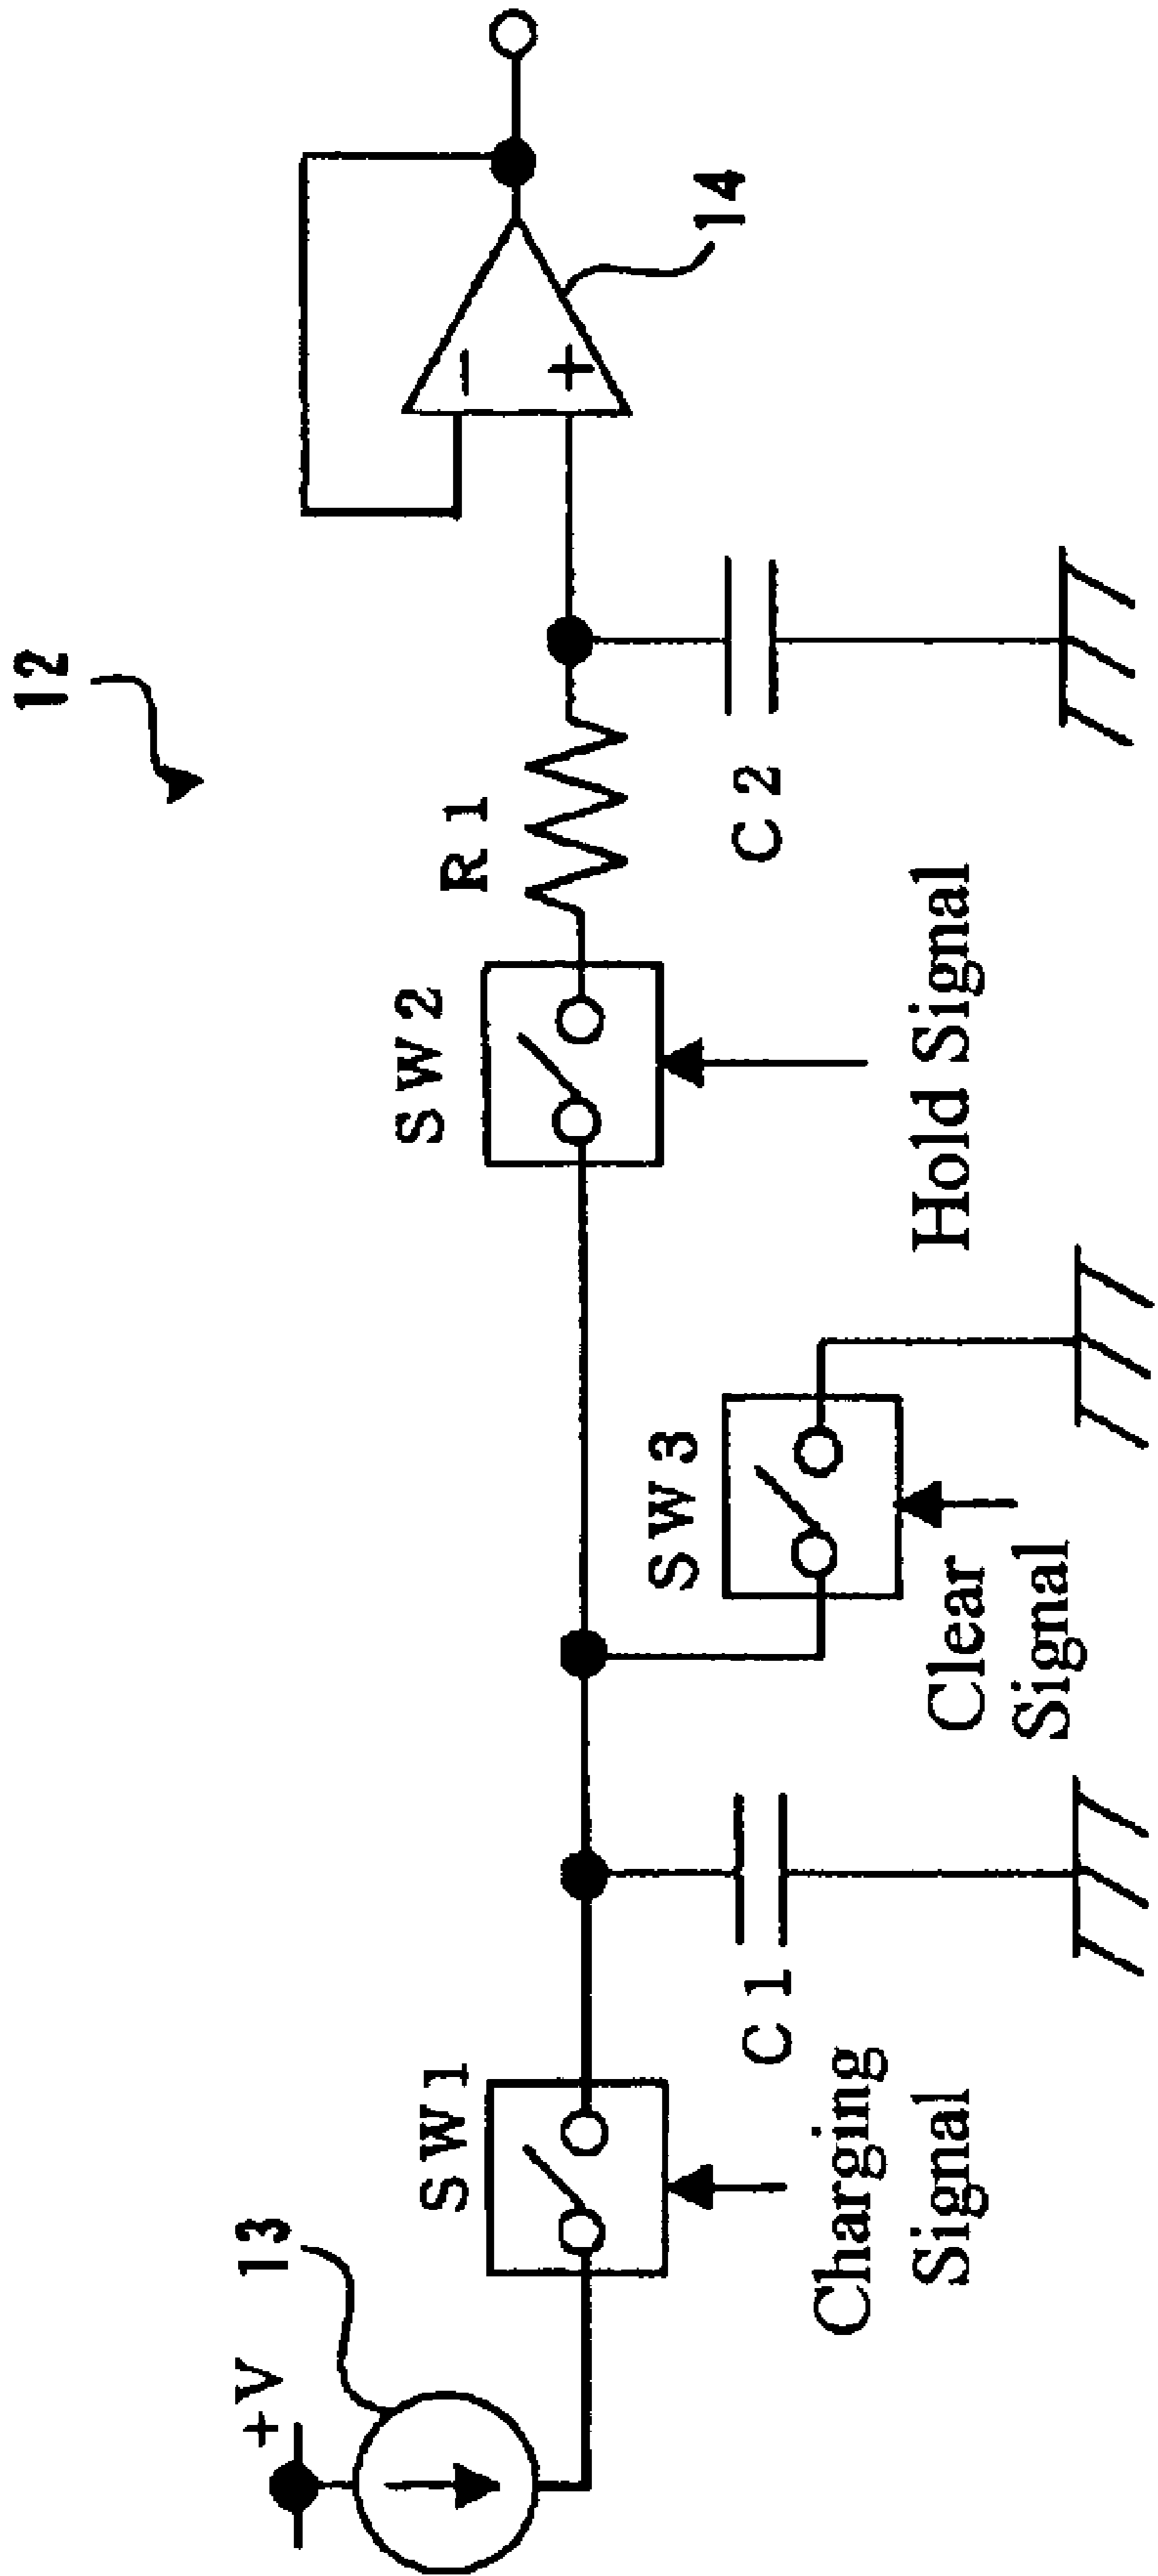 12
+V
13
SW1
Charging
Signal
C1
SW3
Clear
Signal
SW2
Hold Signal
R1
C2
-
+
14